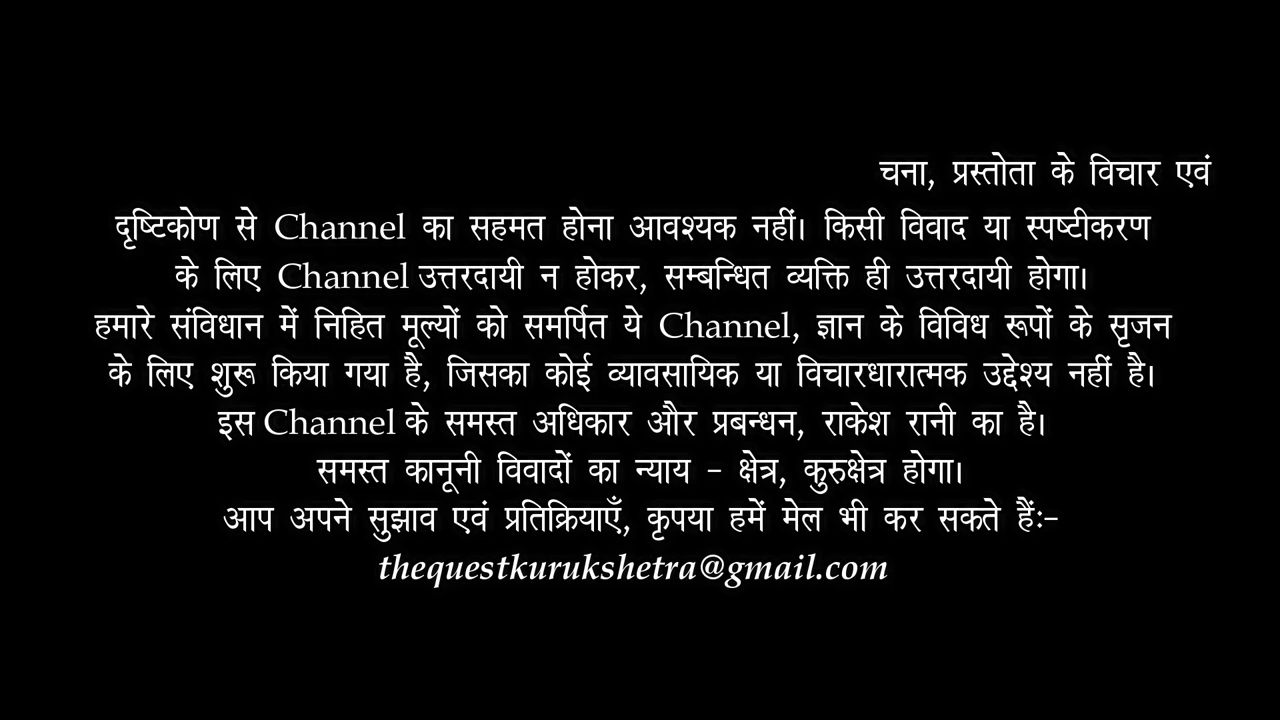 चना, प्रस्तोता के विचार एवं
दृष्टिकोण से Channel का सहमत होना आवश्यक नहीं। किसी विवाद या स्पष्टीकरण
के लिए Channel उत्तरदायी न होकर, सम्बन्धित व्यक्ति ही उत्तरदायी होगा।
हमारे संविधान में निहित मूल्यों को समर्पित ये Channel, ज्ञान के विविध रूपों के सृजन
के लिए शुरू किया गया है, जिसका कोई व्यावसायिक या विचारधारात्मक उद्देश्य नहीं है।
इस Channel के समस्त अधिकार और प्रबन्धन, राकेश रानी का है।
समस्त कानूनी विवादों का न्याय - क्षेत्र, कुरुक्षेत्र होगा।
आप अपने सुझाव एवं प्रतिक्रियाएँ, कृपया हमें मेल भी कर सकते हैंः-
thequestkurukshetra@gmail.com